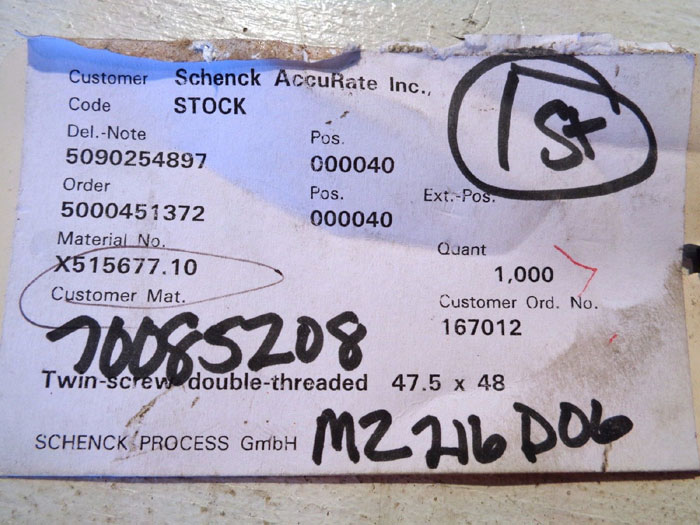 Customer Schenck AccuRate Inc.,
1st
Code STOCK
Del.-Note Pos.
5090254897 000040
Order Pos. Ext.-Pos.
5000451372 000040
Material No. Quant
X515677.10 1,000
Customer Mat. Customer Ord. No.
167012
70085208
Twin-screw double-threaded 47.5 x 48
SCHENCK PROCESS GmbH MZ216D06